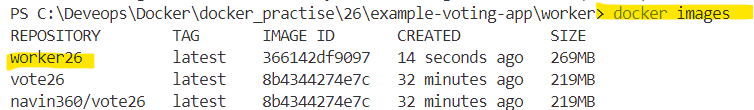 PS C:\Deveops\Docker\docker_practise\26\example-voting-app\worker> docker images
REPOSITORY TAG IMAGE ID CREATED SIZE
worker26 latest 366142df9097 14 seconds ago 269MB
vote26 latest 8b4344274e7c 32 minutes ago 219MB
navin360/vote26 latest 8b4344274e7c 32 minutes ago 219MB